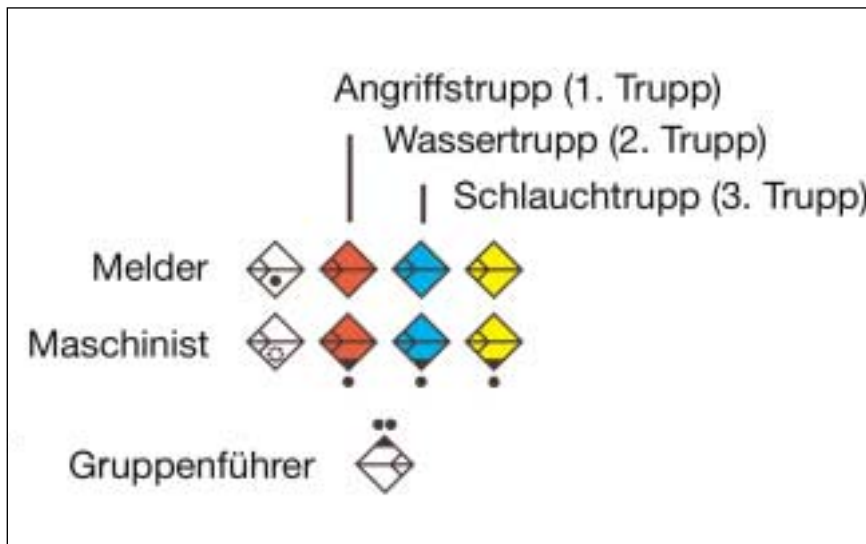 Angriffstrupp (1. Trupp)
Wassertrupp (2. Trupp)
Schlauchtrupp (3. Trupp)
Melder
Maschinist
Gruppenführer